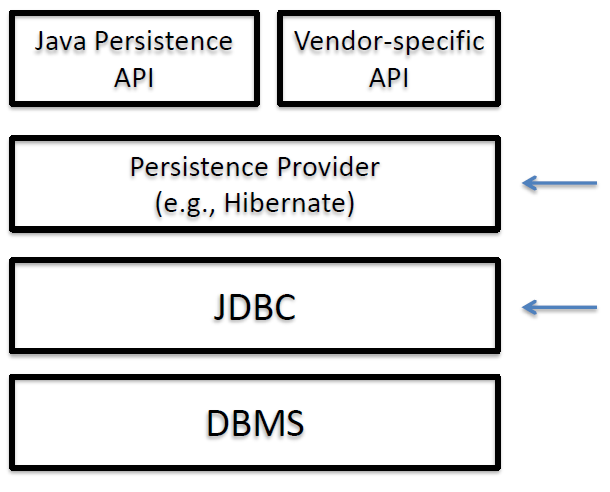 Java Persistence
API
Vendor-specific
API
Persistence Provider
(e.g., Hibernate)
JDBC
DBMS